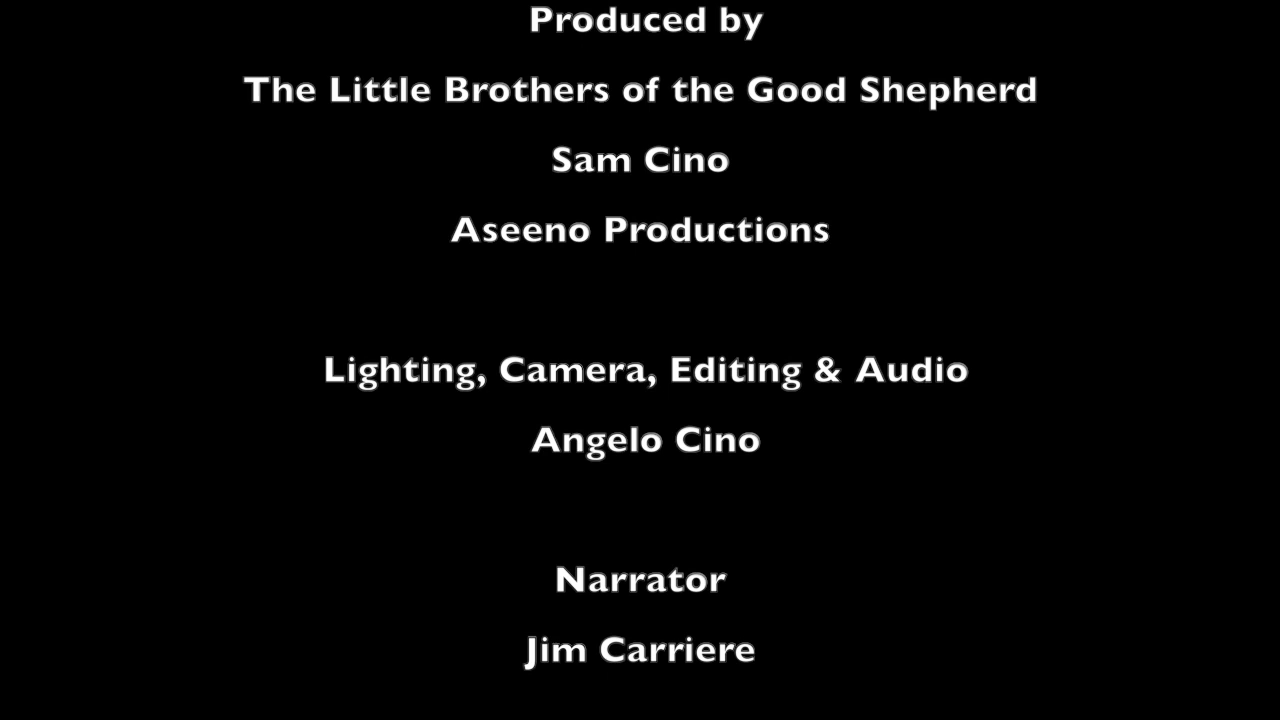 Produced by
The Little Brothers of the Good Shepherd
Sam Cino
Aseeno Productions
Lighting, Camera, Editing & Audio
Angelo Cino
Narrator
Jim Carriere